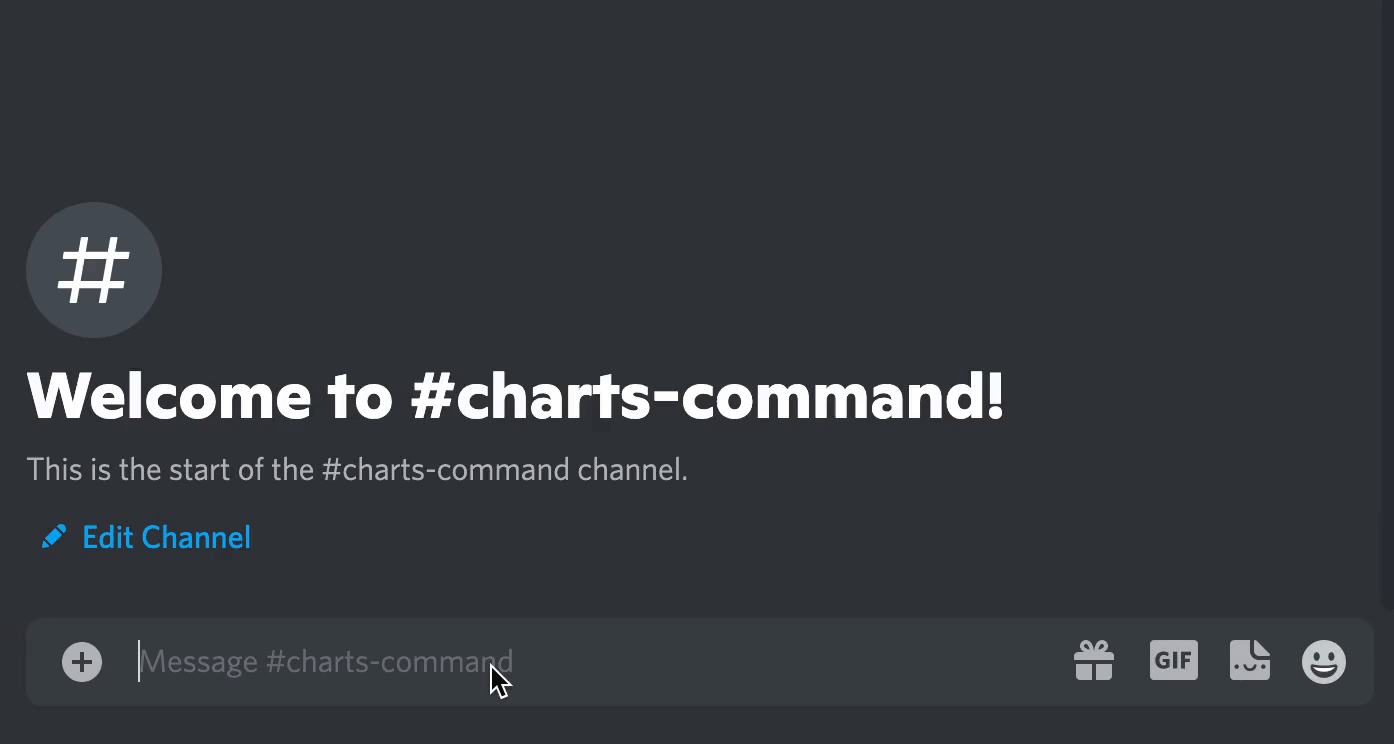 #
Welcome to #charts-command!
This is the start of the #charts-command channel.
Edit Channel
Message #charts-command
GIF